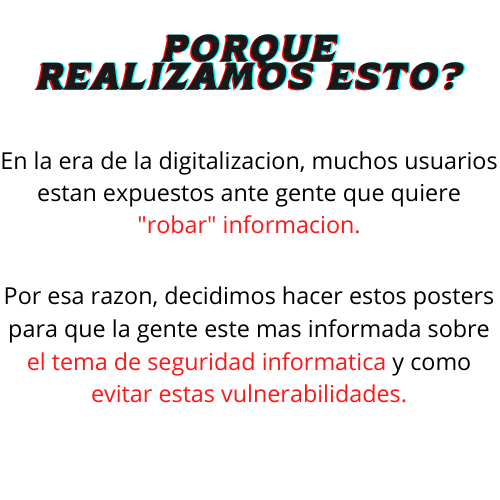 PORQUE
REALIZAMOS ESTO?
En la era de la digitalizacion, muchos usuarios
estan expuestos ante gente que quiere
"robar" informacion.
Por esa razon, decidimos hacer estos posters
para que la gente este mas informada sobre
el tema de seguridad informatica y como
evitar estas vulnerabilidades.